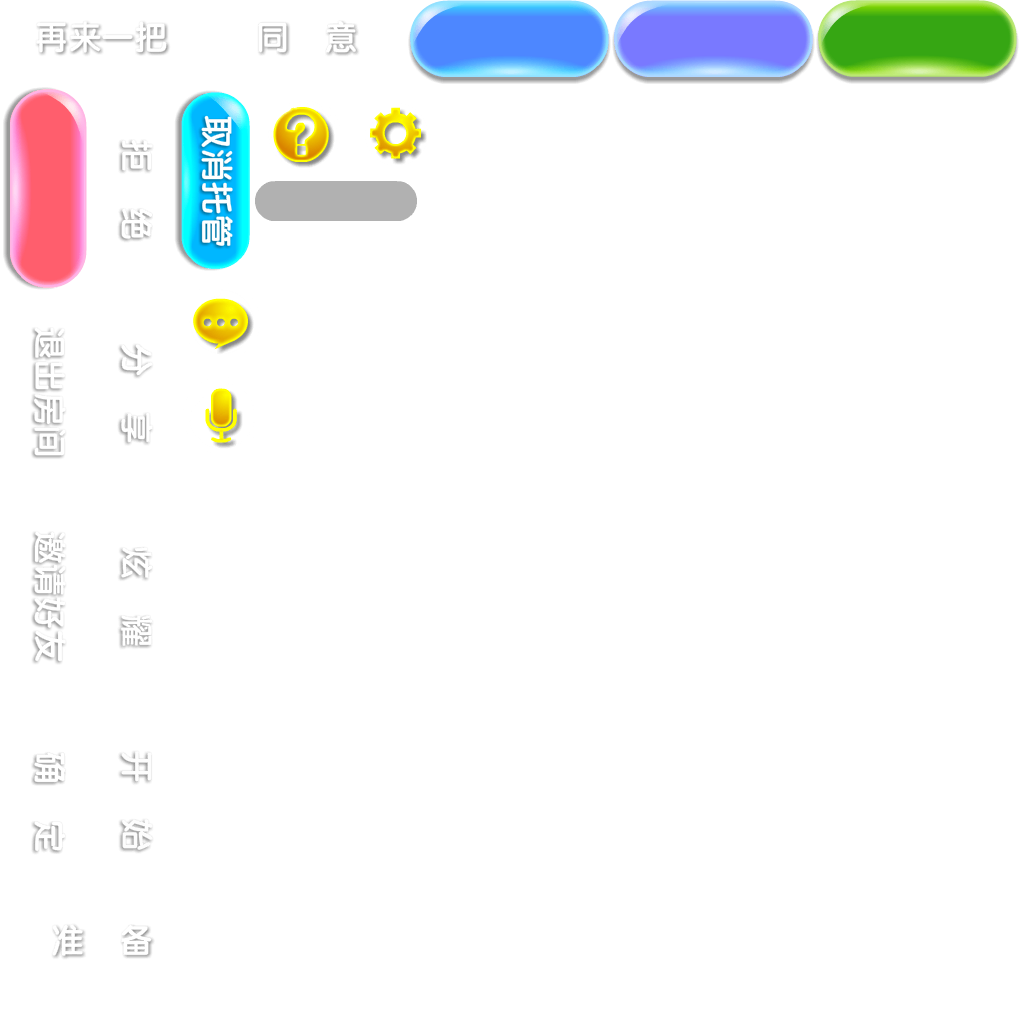 再来一把
同 意
拒 绝
取消托管
退出房间
分 享
邀请好友
炫 耀
确 定
开 始
准 备